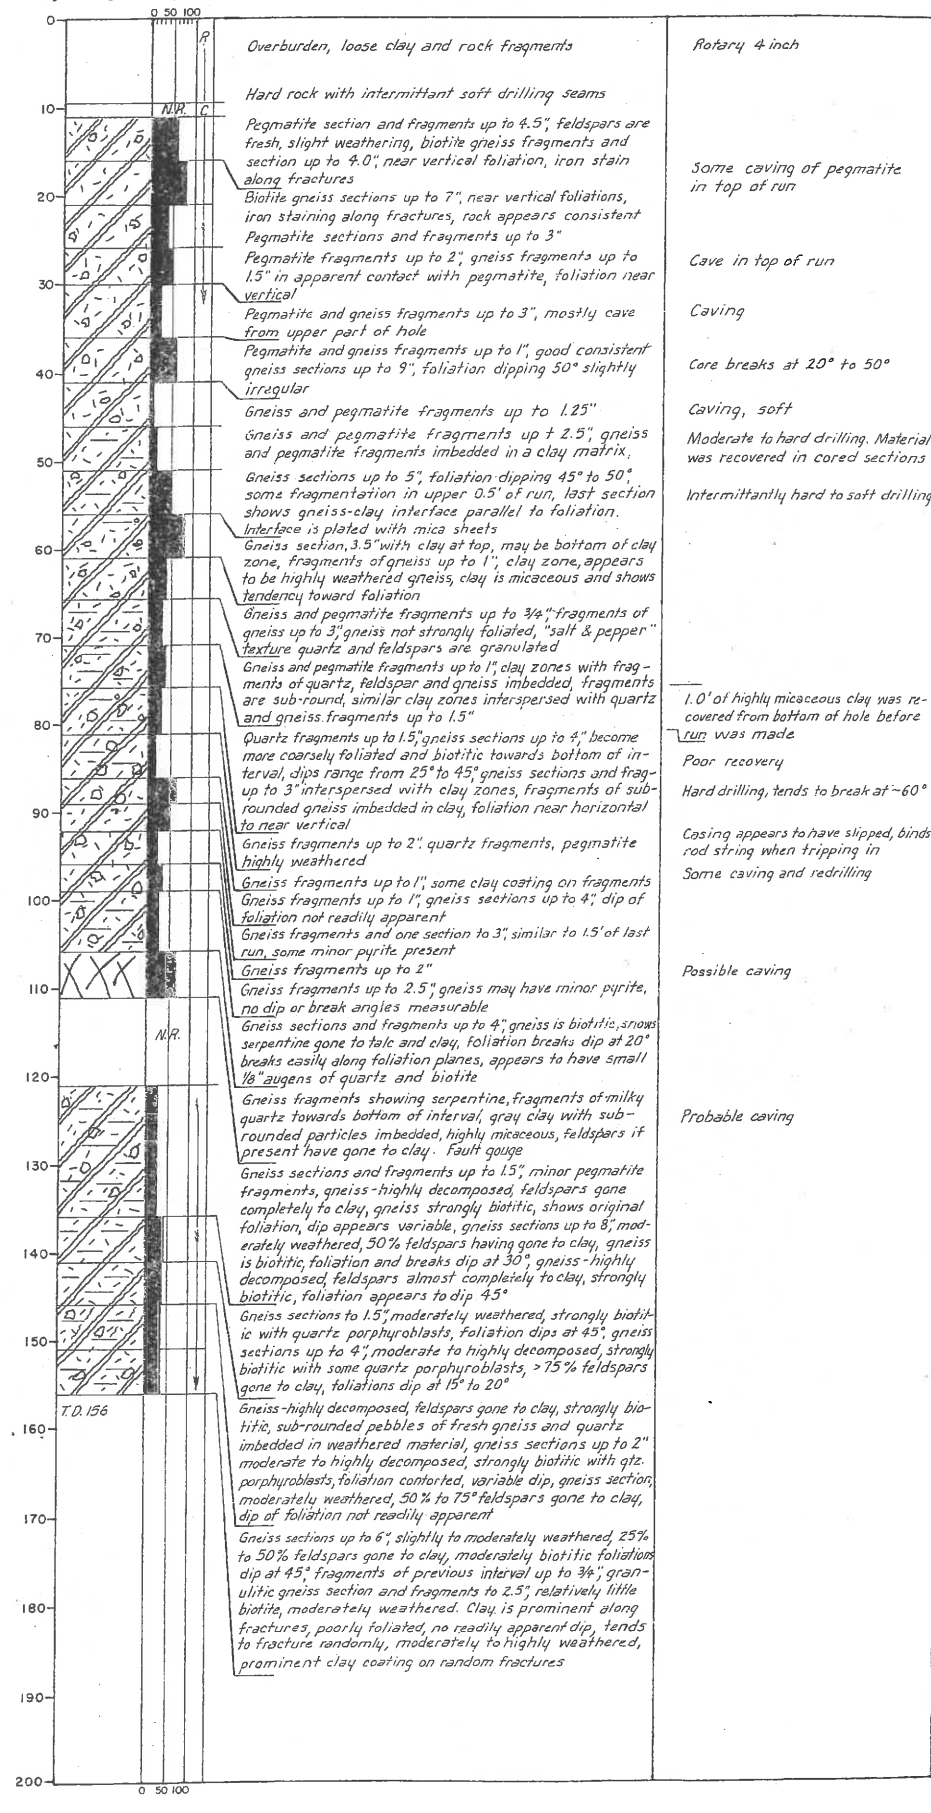 0 50 100
0
R
Overburden, loose clay and rock fragments
Rotary 4 inch
Hard rock with intermittant soft drilling seams
10
N.R. C
Pegmatite section and fragments up to 4.5", feldspars are
fresh, slight weathering, biotite gneiss fragments and
section up to 4.0", near vertical foliation, iron stain
along fractures
Some caving of pegmatite
in top of run
20
Biotite gneiss sections up to 7", near vertical foliations,
iron staining along fractures, rock appears consistent
Pegmatite sections and fragments up to 3"
Pegmatite fragments up to 2", gneiss fragments up to
1.5" in apparent contact with pegmatite, foliation near
vertical
Cave in top of run
30
Pegmatite and gneiss fragments up to 3", mostly cave
from upper part of hole
Caving
Pegmatite and gneiss fragments up to 1", good consistent
gneiss sections up to 9", foliation dipping 50° slightly
irregular
Core breaks at 20° to 50°
40
Gneiss and pegmatite fragments up to 1.25"
Caving, soft
Gneiss and pegmatite fragments up t 2.5", gneiss
and pegmatite fragments imbedded in a clay matrix,
Moderate to hard drilling. Material
was recovered in cored sections
50
Gneiss sections up to 5", foliation dipping 45° to 50°,
some fragmentation in upper 0.5' of run, last section
shows gneiss-clay interface parallel to foliation.
Interface is plated with mica sheets
Intermittantly hard to soft drilling
60
Gneiss section, 3.5" with clay at top, may be bottom of clay
zone, fragments of gneiss up to 1", clay zone, appears
to be highly weathered gneiss, clay is micaceous and shows
tendency toward foliation
Gneiss and pegmatite fragments up to 3/4", fragments of
gneiss up to 3", gneiss not strongly foliated, "salt & pepper"
texture quartz and feldspars are granulated
70
Gneiss and pegmatite fragments up to 1", clay zones with frag-
ments of quartz, feldspar and gneiss imbedded, fragments
are sub-round, similar clay zones interspersed with quartz
and gneiss fragments up to 1.5"
1.0' of highly micaceous clay was re-
covered from bottom of hole before
run was made
80
Quartz fragments up to 1.5", gneiss sections up to 4," become
more coarsely foliated and biotitic towards bottom of in-
terval, dips range from 25° to 45°, gneiss sections and frag-
up to 3" interspersed with clay zones, fragments of sub-
rounded gneiss imbedded in clay, foliation near horizontal
to near vertical
Poor recovery
Hard drilling, tends to break at ~60°
90
Gneiss fragments up to 2". quartz fragments, pegmatite
highly weathered
Casing appears to have slipped, binds
rod string when tripping in
Gneiss fragments up to 1", some clay coating on fragments
Some caving and redrilling
100
Gneiss fragments up to 1", gneiss sections up to 4", dip of
foliation not readily apparent
Gneiss fragments and one section to 3", similar to 1.5' of last
run, some minor pyrite present
Gneiss fragments up to 2"
Possible caving
110
Gneiss fragments up to 2.5", gneiss may have minor pyrite,
no dip or break angles measurable
N.R.
Gneiss sections and fragments up to 4", gneiss is biotitic, shows
serpentine gone to talc and clay, foliation breaks dip at 20°
breaks easily along foliation planes, appears to have small
1/8" augens of quartz and biotite
120
Gneiss fragments showing serpentine, fragments of milky
quartz towards bottom of interval, gray clay with sub-
rounded particles imbedded, highly micaceous, feldspars if
present have gone to clay. Fault gouge
Probable caving
130
Gneiss sections and fragments up to 1.5", minor pegmatite
fragments, gneiss-highly decomposed, feldspars gone
completely to clay, gneiss strongly biotitic, shows original
foliation, dip appears variable, gneiss sections up to 8", mod-
erately weathered, 50% feldspars having gone to clay, gneiss
is biotitic, foliation and breaks dip at 30°, gneiss-highly
decomposed, feldspars almost completely to clay, strongly
biotitic, foliation appears to dip 45°
140
Gneiss sections to 1.5", moderately weathered, strongly biotit-
ic with quartz porphyroblasts, foliation dips at 45°, gneiss
sections up to 4", moderate to highly decomposed, strongly
biotitic with some quartz porphyroblasts, >75% feldspars
gone to clay, foliations dip at 15° to 20°
150
T.D. 156
160
Gneiss-highly decomposed, feldspars gone to clay, strongly bio-
titic, sub-rounded pebbles of fresh gneiss and quartz
imbedded in weathered material, gneiss sections up to 2"
moderate to highly decomposed, strongly biotitic with qtz.
porphyroblasts, foliation contorted, variable dip, gneiss section,
moderately weathered, 50% to 75° feldspars gone to clay,
dip of foliation not readily apparent
170
Gneiss sections up to 6", slightly to moderately weathered, 25%
to 50% feldspars gone to clay, moderately biotitic foliations
dip at 45°, fragments of previous interval up to 3/4", gran-
ulitic gneiss section and fragments to 2.5", relatively little
biotite, moderately weathered. Clay is prominent along
fractures, poorly foliated, no readily apparent dip, tends
to fracture randomly, moderately to highly weathered,
prominent clay coating on random fractures
180
190
200
0 50 100